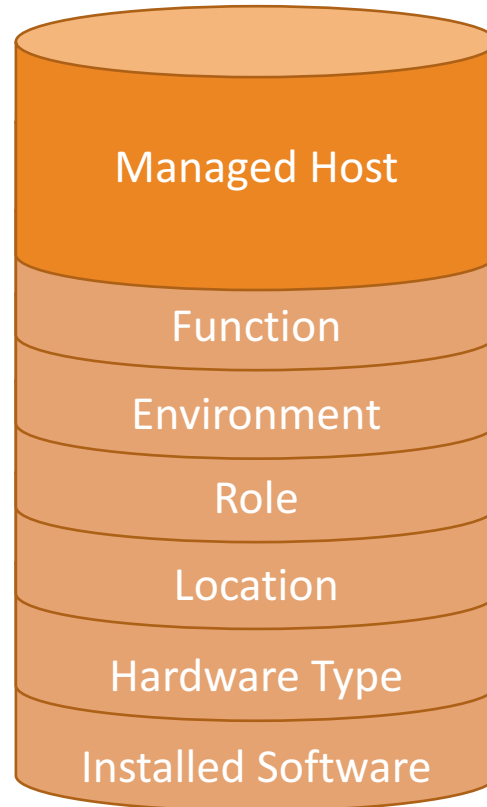 Managed Host
Function
Environment
Role
Location
Hardware Type
Installed Software